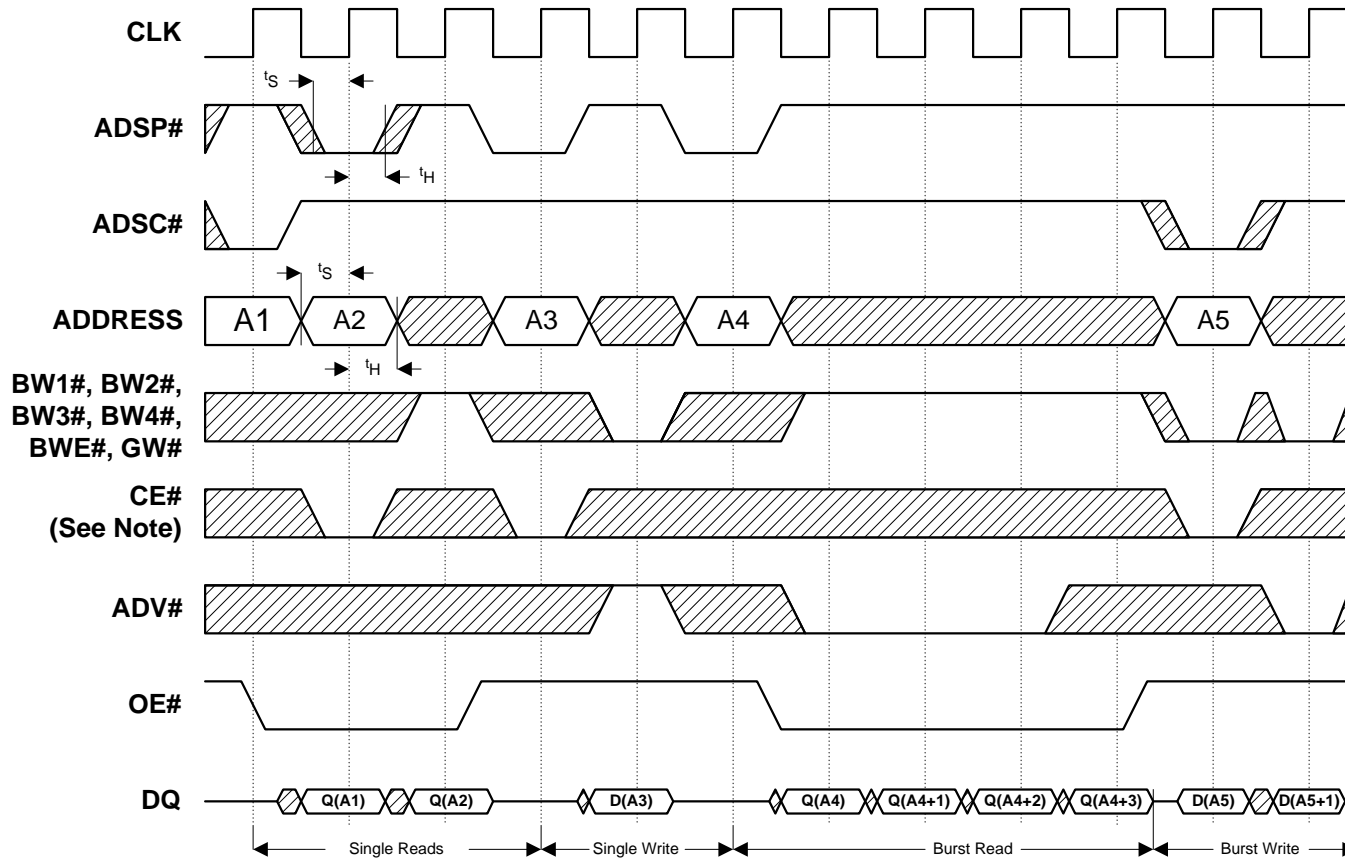 CLK
tS
ADSP#
tH
ADSC#
tS
ADDRESS
A1
A2
A3
A4
A5
tH
BW1#, BW2#,
BW3#, BW4#,
BWE#, GW#
CE#
(See Note)
ADV#
OE#
DQ
Q(A1)
Q(A2)
D(A3)
Q(A4)
Q(A4+1)
Q(A4+2)
Q(A4+3)
D(A5)
D(A5+1)
Single Reads
Single Write
Burst Read
Burst Write